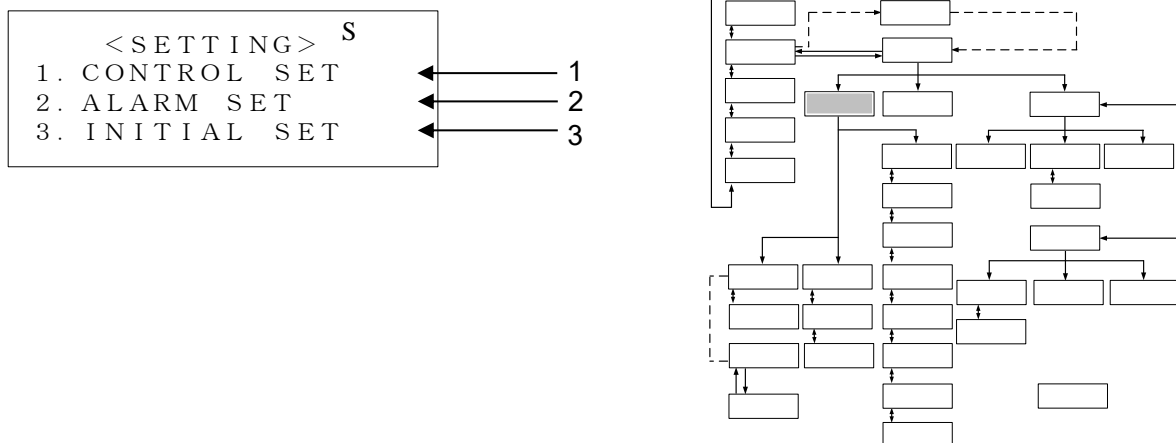 <SETTING> S
1. CONTROL SET 1
2. ALARM SET 2
3. INITIAL SET 3